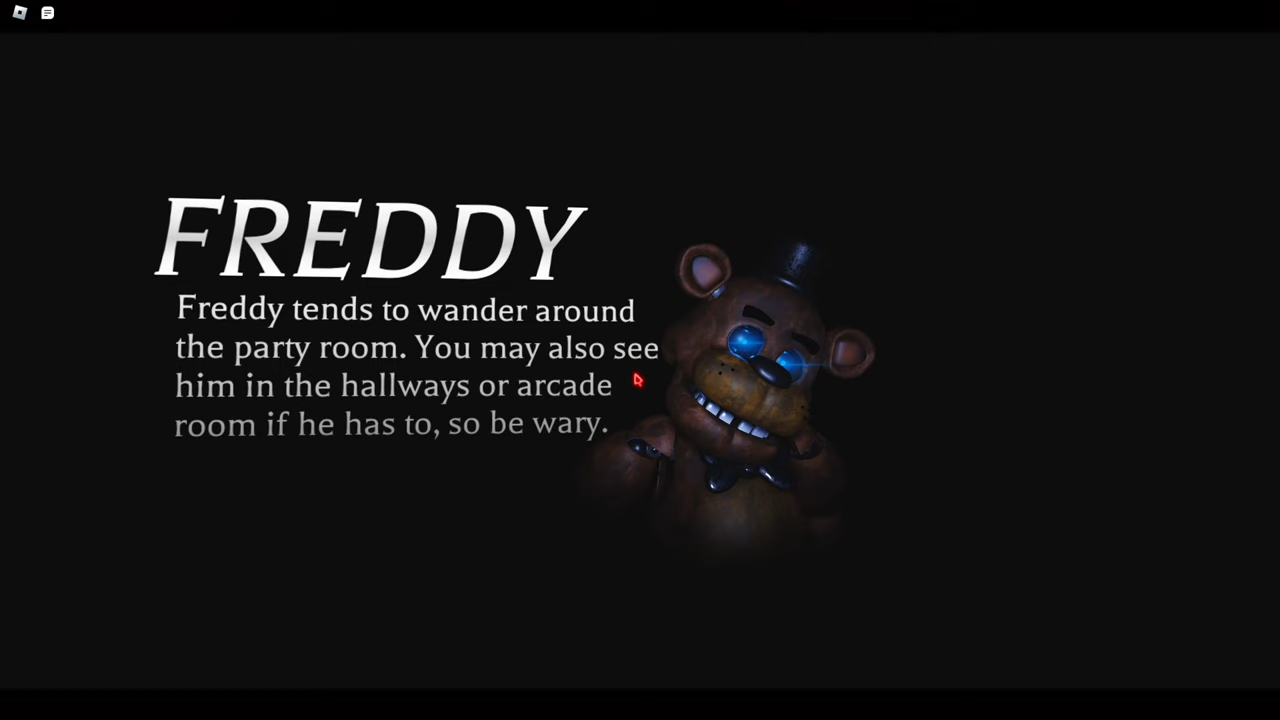 FREDDY
Freddy tends to wander around
the party room. You may also see
him in the hallways or arcade
room if he has to, so be wary.